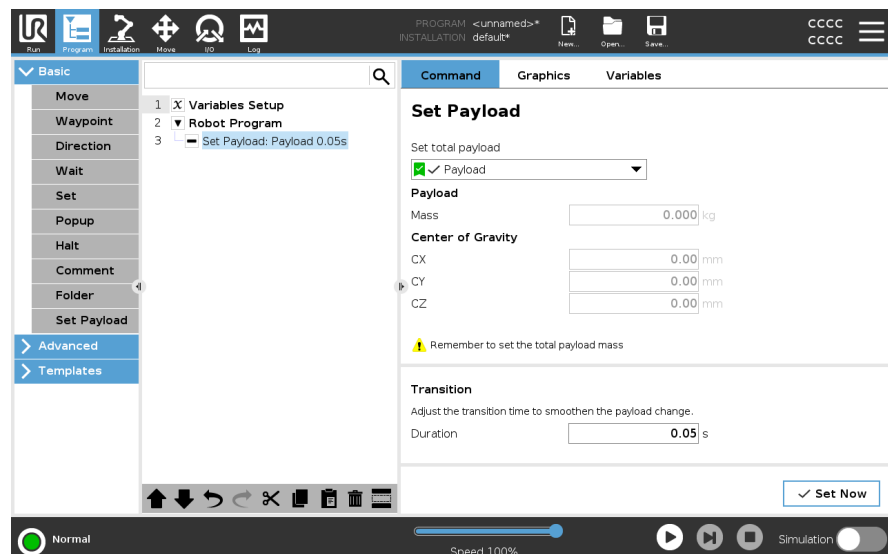 UR
PROGRAM <unnamed>*
INSTALLATION default*
CCCC
CCCC
Run
Program
Installation
Move
I/O
Log
New...
Open...
Save...
Basic
Move
Waypoint
Direction
Wait
Set
Popup
Halt
Comment
Folder
Set Payload
Advanced
Templates
1 X Variables Setup
2 Robot Program
3 Set Payload: Payload 0.05s
Command Graphics Variables
Set Payload
Set total payload
Payload
Payload
Mass 0.000 kg
Center of Gravity
CX 0.00 mm
CY 0.00 mm
CZ 0.00 mm
Remember to set the total payload mass
Transition
Adjust the transition time to smoothen the payload change.
Duration 0.05 s
Set Now
Normal
Speed 100%
Simulation